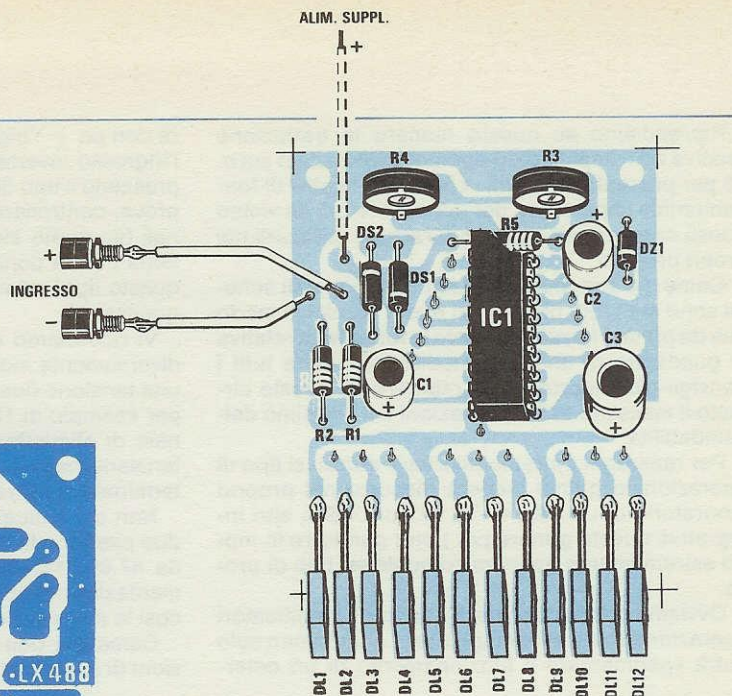 ALIM. SUPPL.
+
R4
R3
DS2
R5
DZ1
+
+
INGRESSO
DS1
C2
IC1
C3
-
C1
+
+
R2
R1
DL1
DL2
DL3
DL4
DL5
DL6
DL7
DL8
DL9
DL10
DL11
DL12
LX488